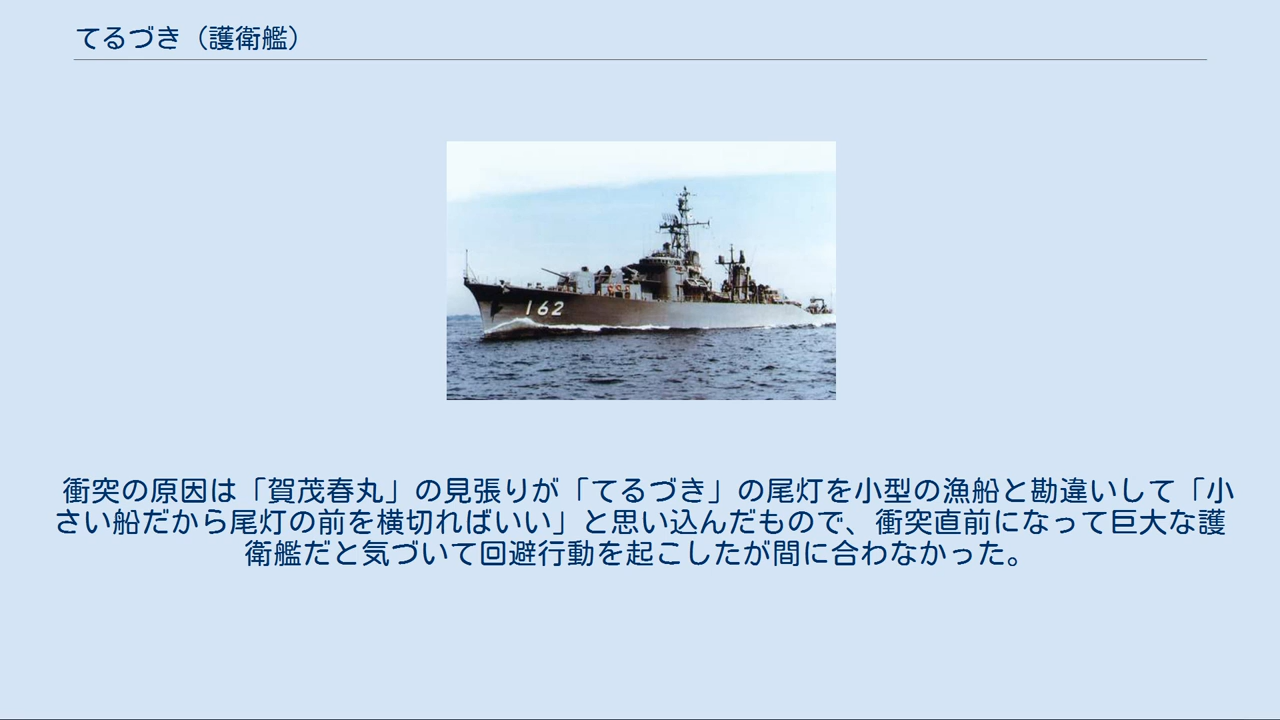 てるづき（護衛艦）
162
衝突の原因は「賀茂春丸」の見張りが「てるづき」の尾灯を小型の漁船と勘違いして「小
さい船だから尾灯の前を横切ればいい」と思い込んだもので、衝突直前になって巨大な護
衛艦だと気づいて回避行動を起こしたが間に合わなかった。